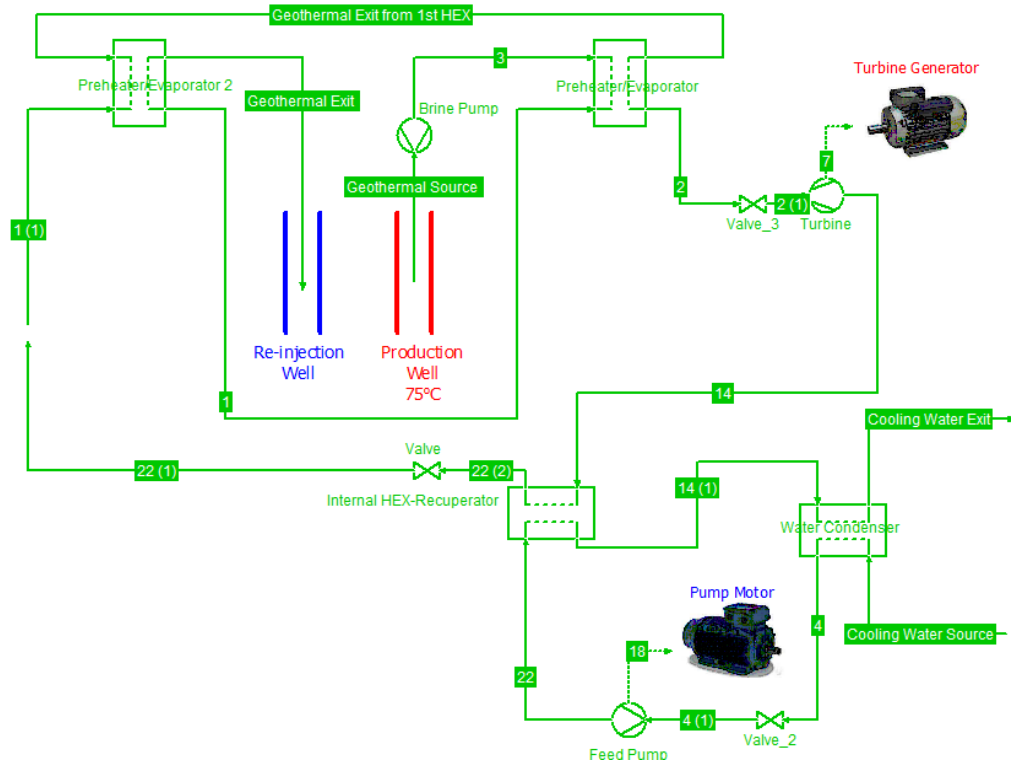 Geothermal Exit from 1st HEX
3
Preheater/Evaporator 2
Preheater/Evaporator
Turbine Generator
Geothermal Exit
Brine Pump
7
Geothermal Source
2
2 (1)
1 (1)
Valve_3
Turbine
Re-injection
Well
Production
Well
75°C
1
14
Cooling Water Exit
Valve
22 (1)
22 (2)
14 (1)
Internal HEX-Recuperator
Water Condenser
Pump Motor
4
Cooling Water Source
18
22
4 (1)
Valve_2
Feed Pump